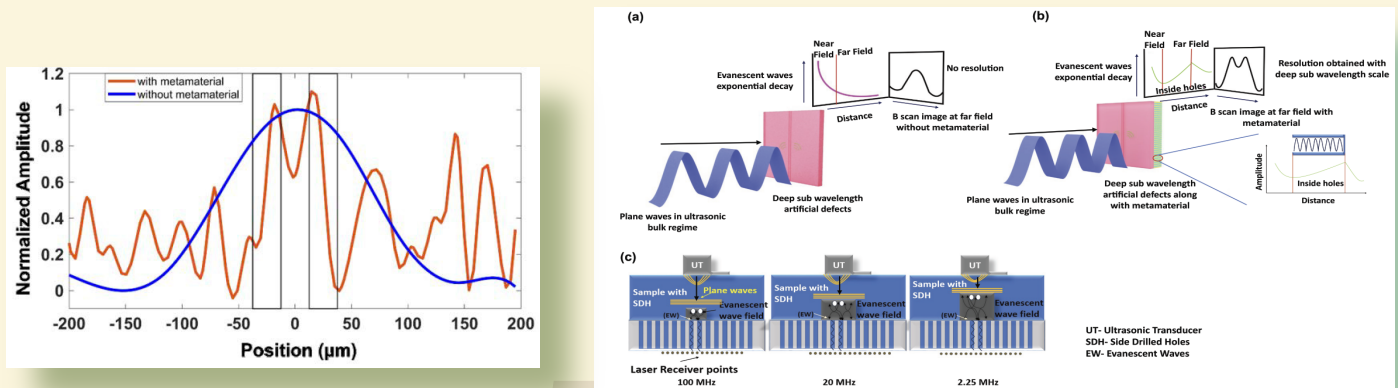 1.2
with metamaterial
without metamaterial
1
0.8
0.6
0.4
0.2
0
Normalized Amplitude
-200 -150 -100 -50 0 50 100 150 200
Position (µm)
(a)
Near
Field
Far Field
Evanescent waves
exponential decay
No resolution
Distance
B scan image at far field
without metamaterial
Deep sub wavelength
artificial defects
Plane waves in ultrasonic
bulk regime
(b)
Near
Field
Far Field
Evanescent waves
exponential decay
Inside holes
Distance
Resolution obtained with
deep sub wavelength
scale
B scan image at far field with
metamaterial
Deep sub wavelength
artificial defects along
with metamaterial
Plane waves in ultrasonic
bulk regime
Amplitude
Inside holes
Distance
(c)
UT
Sample with
SDH
Plane waves
(EW)
Evanescent
wave field
Laser Receiver
points
100 MHz
UT
Sample with
SDH
(EW)
Evanescent
wave field
20 MHz
UT
Sample with
SDH
(EW)
Evanescent
wave field
2.25 MHz
UT- Ultrasonic Transducer
SDH- Side Drilled Holes
EW- Evanescent Waves